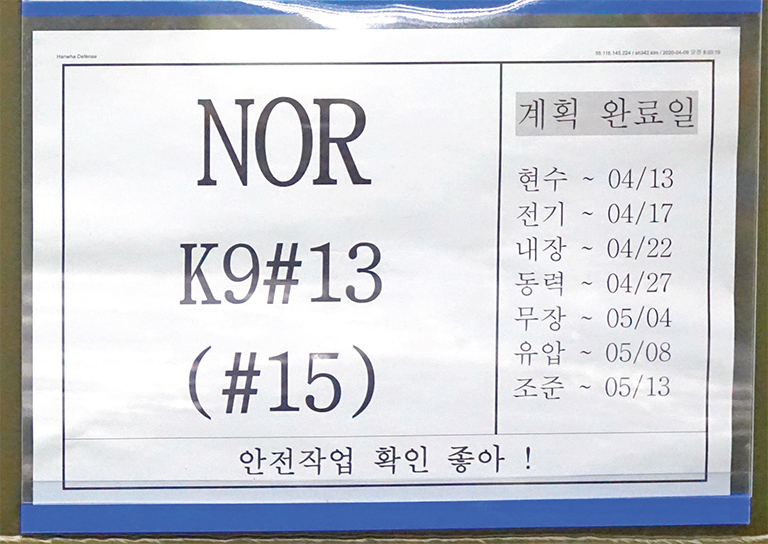 Hanwha Defense
NOR
K9#13
(#15)
계획 완료일
현수 ~ 04/13
전기 ~ 04/17
내장 ~ 04/22
동력 ~ 04/27
무장 ~ 05/04
유압 ~ 05/08
조준 ~ 05/13
안전작업 확인 좋아 !